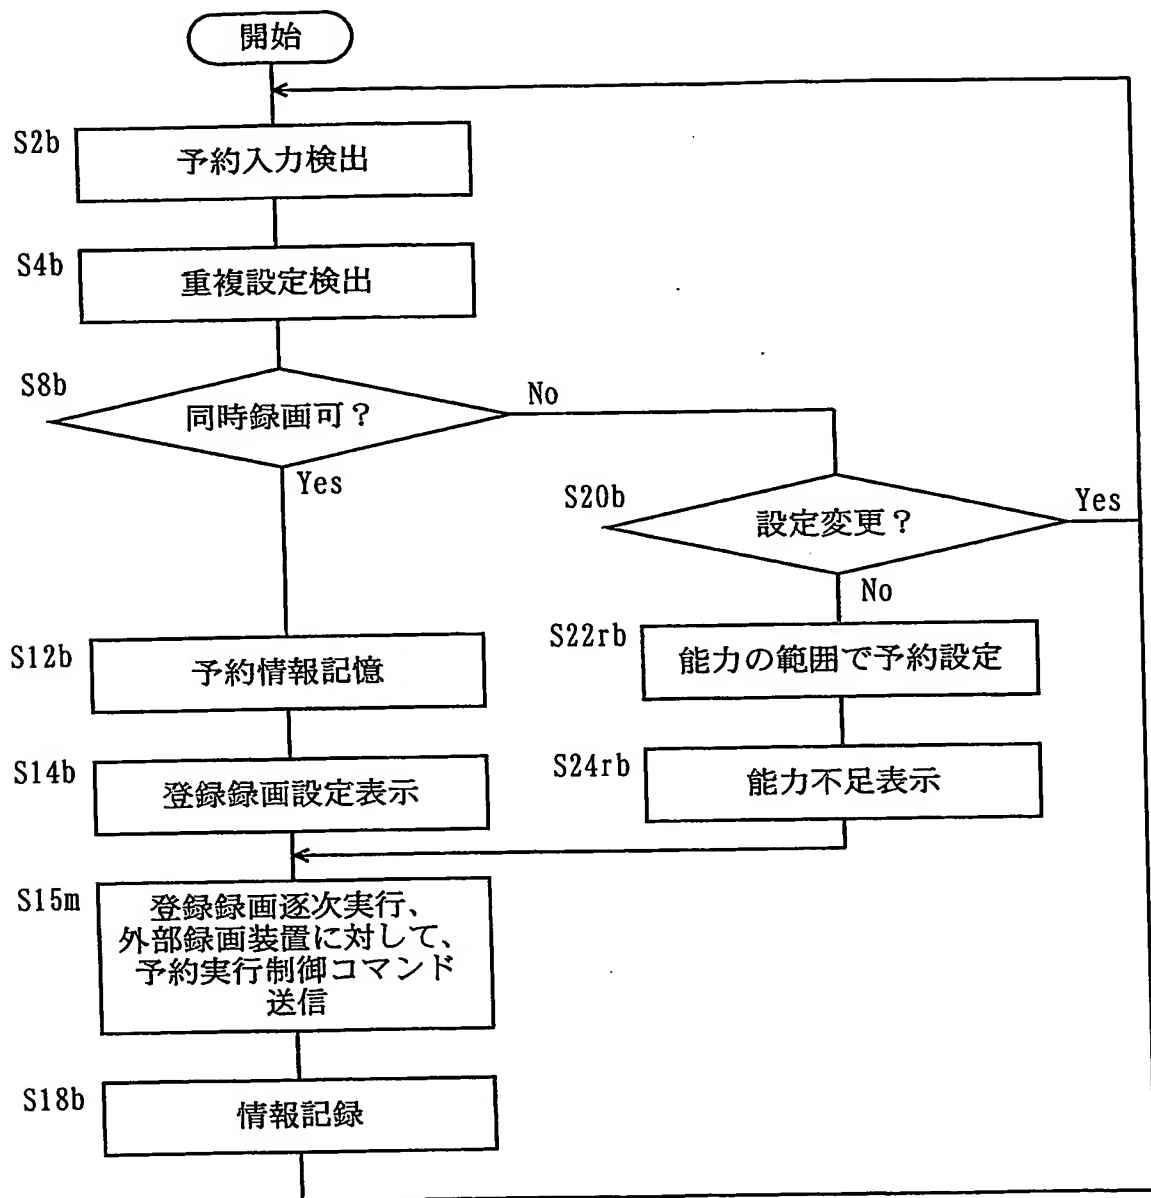 開始
S2b
予約入力検出
S4b
重複設定検出
S8b
同時録画可?
No
Yes
S20b
設定変更?
Yes
No
S12b
予約情報記憶
S22rb
能力の範囲で予約設定
S14b
登録録画設定表示
S24rb
能力不足表示
S15m
登録録画逐次実行、
外部録画装置に対して、
予約実行制御コマンド
送信
S18b
情報記録